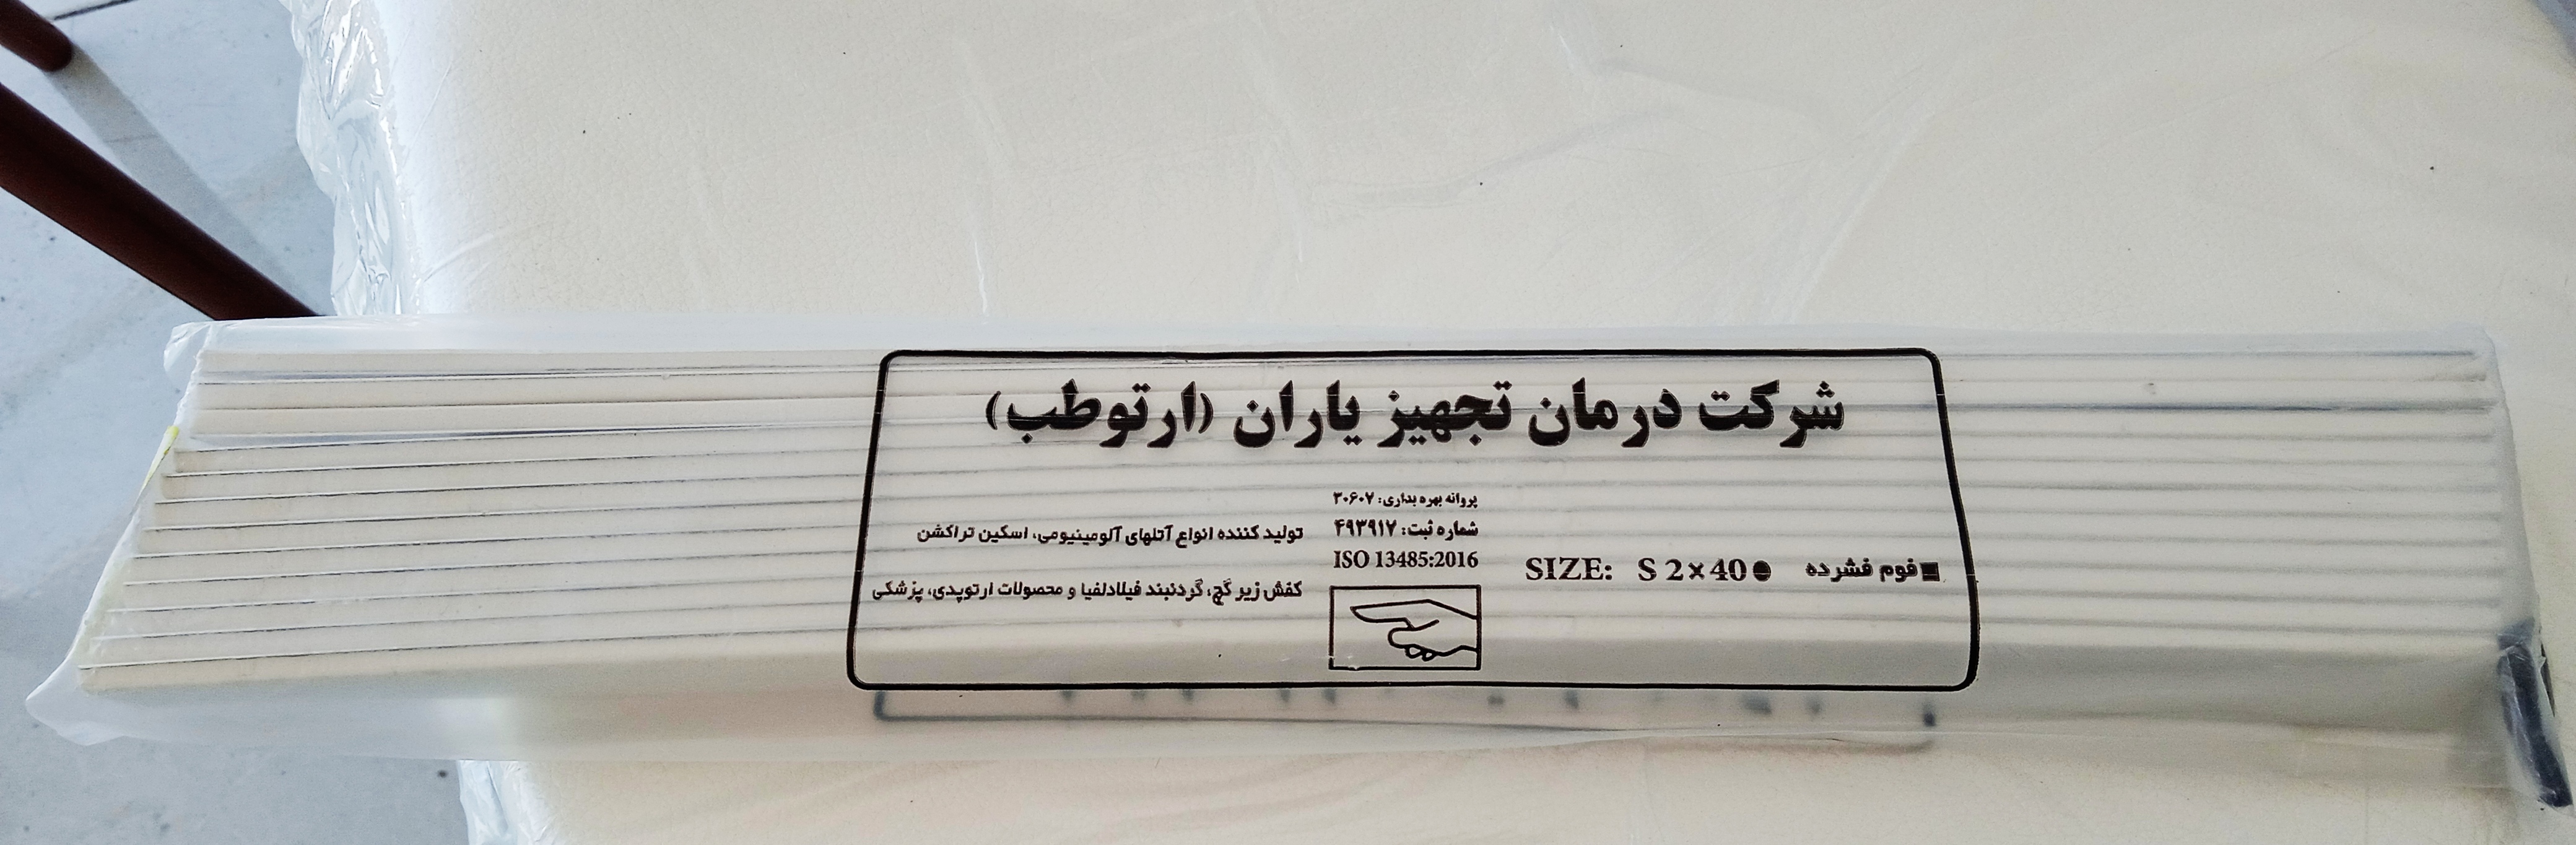 شرکت درمان تجهیز یاران (ارتوطب)
■فوم فشرده
SIZE: S 2×40●
پروانه بهره بداری: ۳۰۶۰۷
شماره ثبت: ۴۹۳۹۱۷
ISO 13485:2016
تولید کننده انواع آتلهای آلومینیومی، اسکین تراکشن
کفش زیر گچ، گردنبند فیلادلفیا و محصولات ارتوپدی، پزشکی